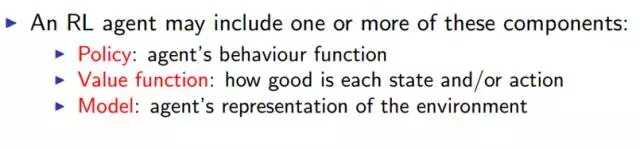 An RL agent may include one or more of these components:
Policy: agent's behaviour function
Value function: how good is each state and/or action
Model: agent's representation of the environment